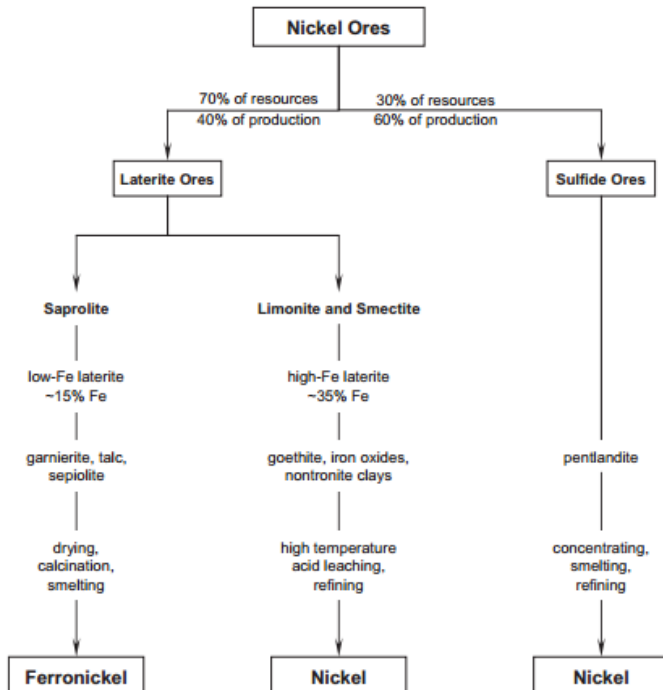 Nickel Ores
70% of resources
40% of production
30% of resources
60% of production
Laterite Ores
Sulfide Ores
Saprolite
low-Fe laterite
~15% Fe
garnierite, talc,
sepiolite
drying,
calcination,
smelting
Ferronickel
Limonite and Smectite
high-Fe laterite
~35% Fe
goethite, iron oxides,
nontronite clays
high temperature
acid leaching,
refining
Nickel
pentlandite
concentrating,
smelting,
refining
Nickel